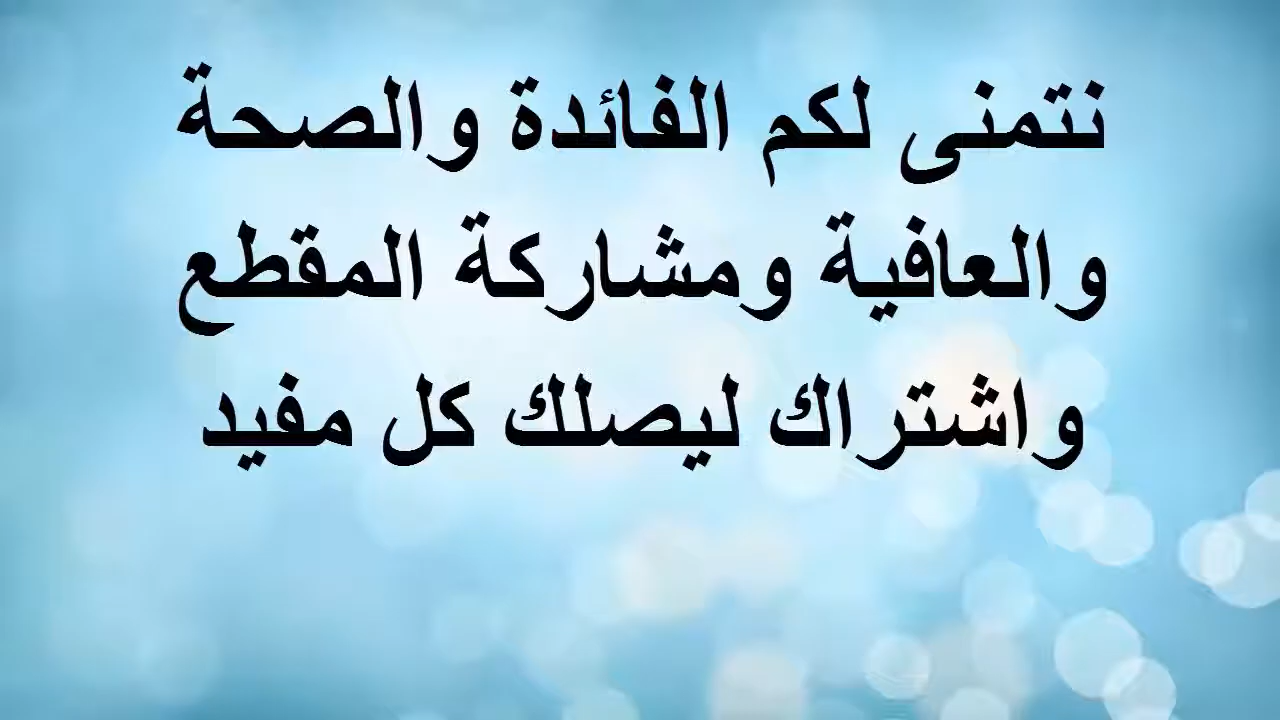 نتمنى لكم الفائدة والصحة
والعافية ومشاركة المقطع
واشتراك ليصلك كل مفيد